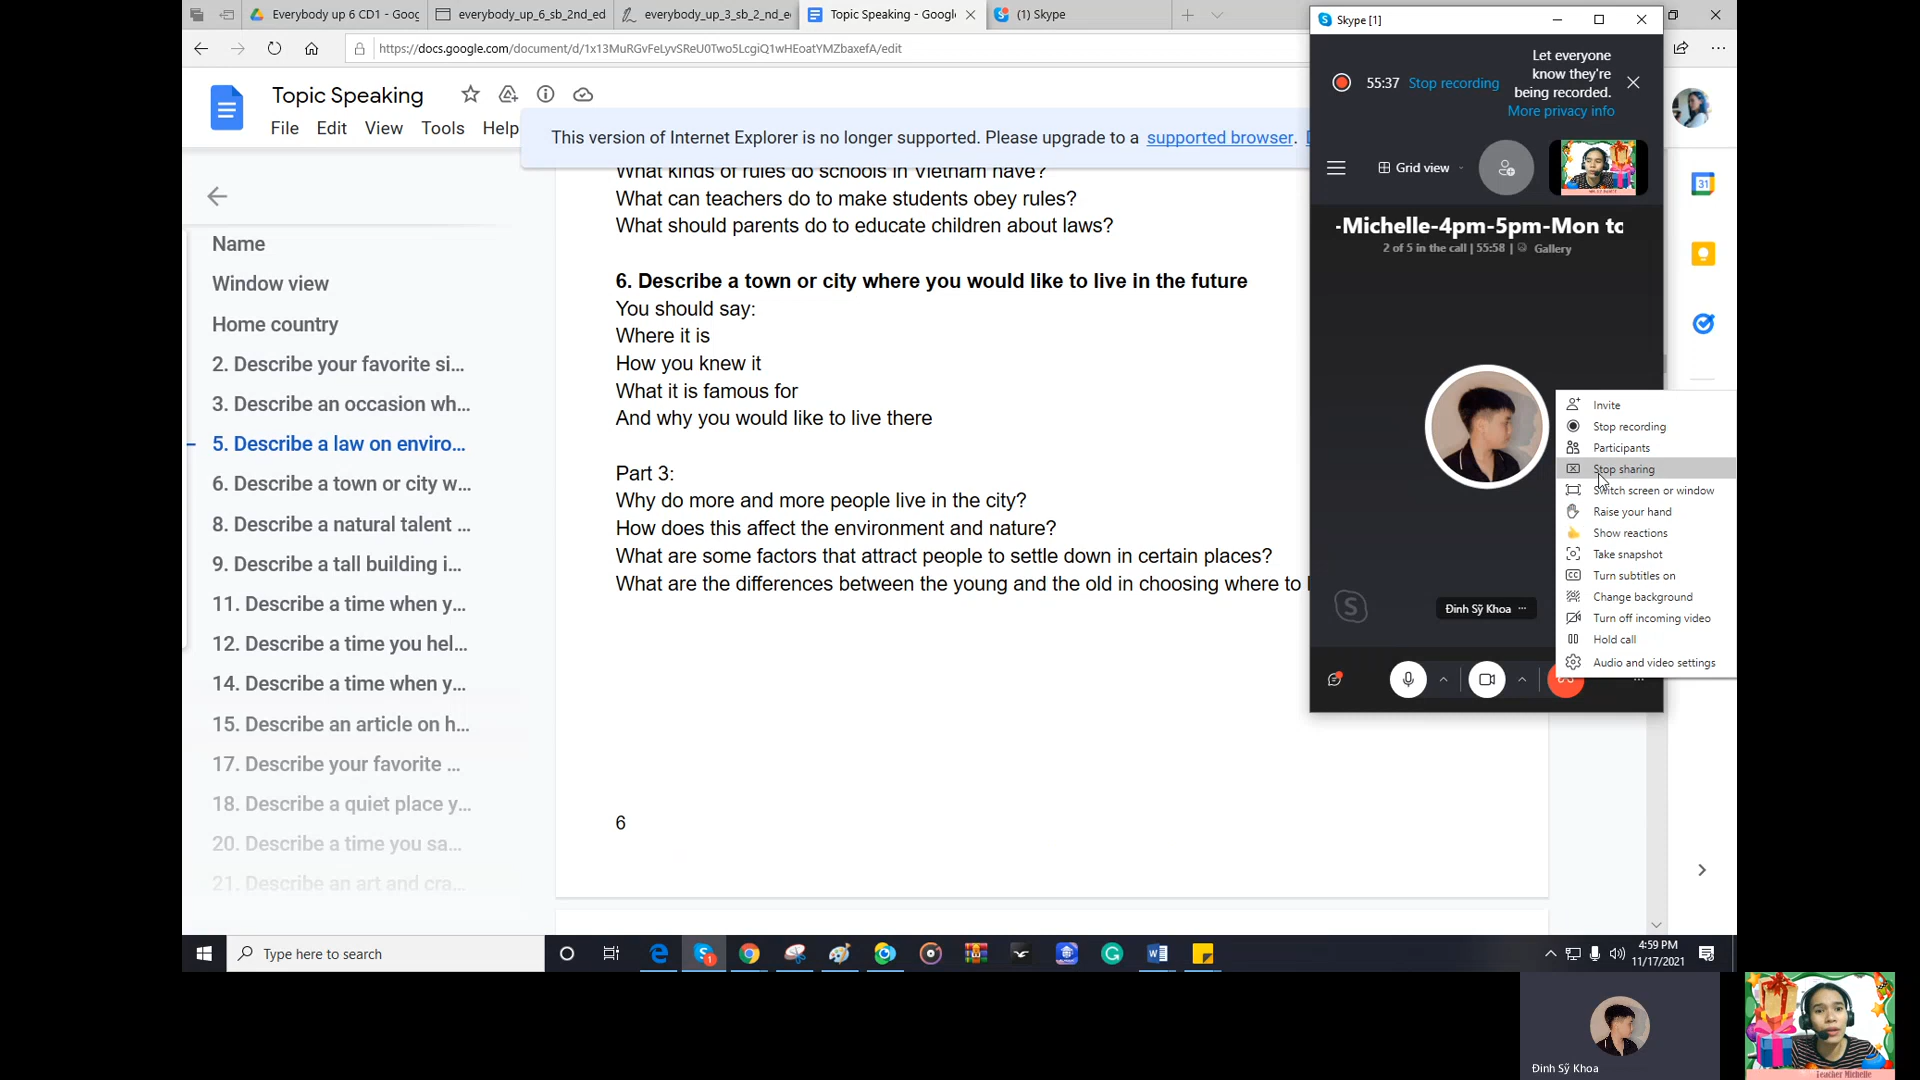 Everybody up 6 CD1 - Goog
everybody_up_6_sb_2nd_ed
everybody_up_3_sb_2_nd_e
Topic Speaking - Google
(1) Skype
https://docs.google.com/document/d/1x13MuRGvFeLyvSReU0Two5LcgiQ1wHEoatYMZbaxefA/edit
Topic Speaking
File Edit View Tools Help
This version of Internet Explorer is no longer supported. Please upgrade to a supported browser.
Name
Window view
Home country
2. Describe your favorite si...
3. Describe an occasion wh...
5. Describe a law on enviro...
6. Describe a town or city w...
8. Describe a natural talent ...
9. Describe a tall building i...
11. Describe a time when y...
12. Describe a time you hel...
14. Describe a time when y...
15. Describe an article on h...
17. Describe your favorite ...
18. Describe a quiet place y...
20. Describe a time you sa...
21. Describe an art and cra...
What kinds of rules do schools in Vietnam have?
What can teachers do to make students obey rules?
What should parents do to educate children about laws?
6. Describe a town or city where you would like to live in the future
You should say:
Where it is
How you knew it
What it is famous for
And why you would like to live there
Part 3:
Why do more and more people live in the city?
How does this affect the environment and nature?
What are some factors that attract people to settle down in certain places?
What are the differences between the young and the old in choosing where to
6
Skype [1]
55:37 Stop recording
Let everyone
know they're
being recorded.
More privacy info
Grid view
-Michelle-4pm-5pm-Mon to
2 of 5 in the call | 55:58 | Gallery
Đinh Sỹ Khoa ...
Invite
Stop recording
Participants
Stop sharing
Switch screen or window
Raise your hand
Show reactions
Take snapshot
Turn subtitles on
Change background
Turn off incoming video
Hold call
Audio and video settings
31
Type here to search
4:59 PM
11/17/2021
Đinh Sỹ Khoa
Teacher Michelle